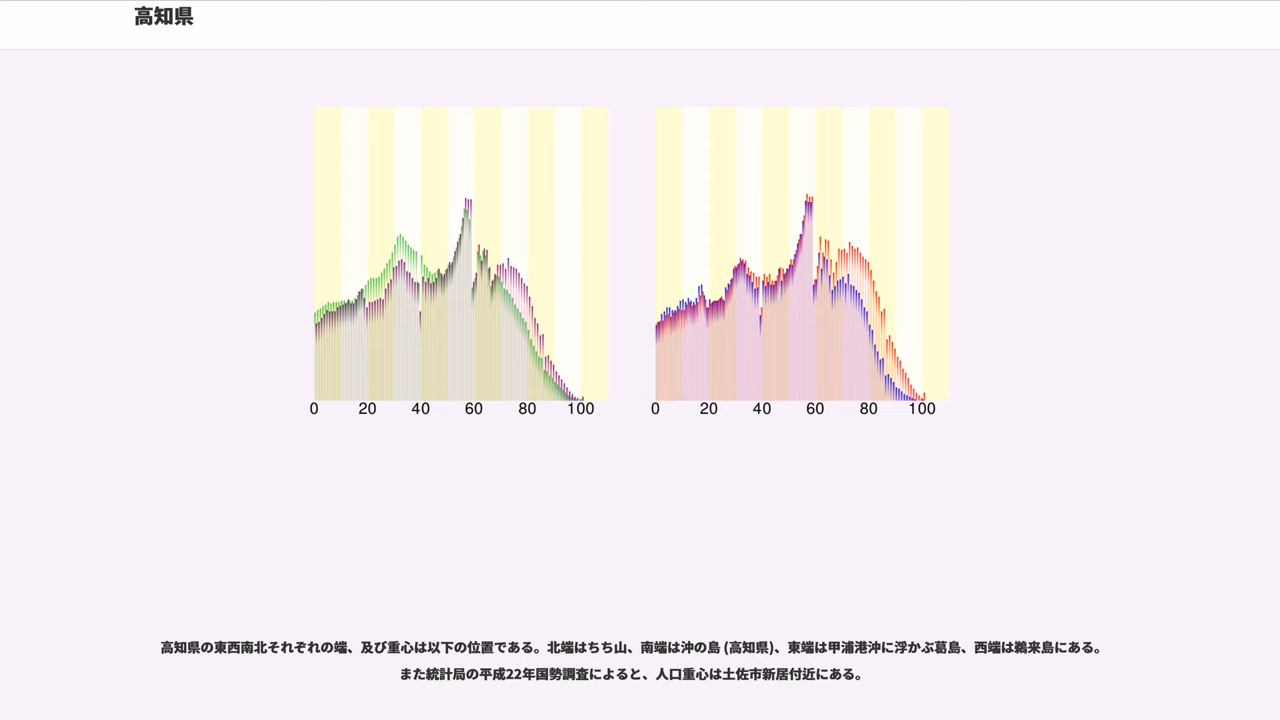 高知県
0 20 40 60 80 100
0 20 40 60 80 100
高知県の東西南北それぞれの端、及び重心は以下の位置である。北端はちち山、南端は沖の島 (高知県)、東端は甲浦港沖に浮かぶ葛島、西端は鵜来島にある。
また統計局の平成22年国勢調査によると、人口重心は土佐市新居付近にある。